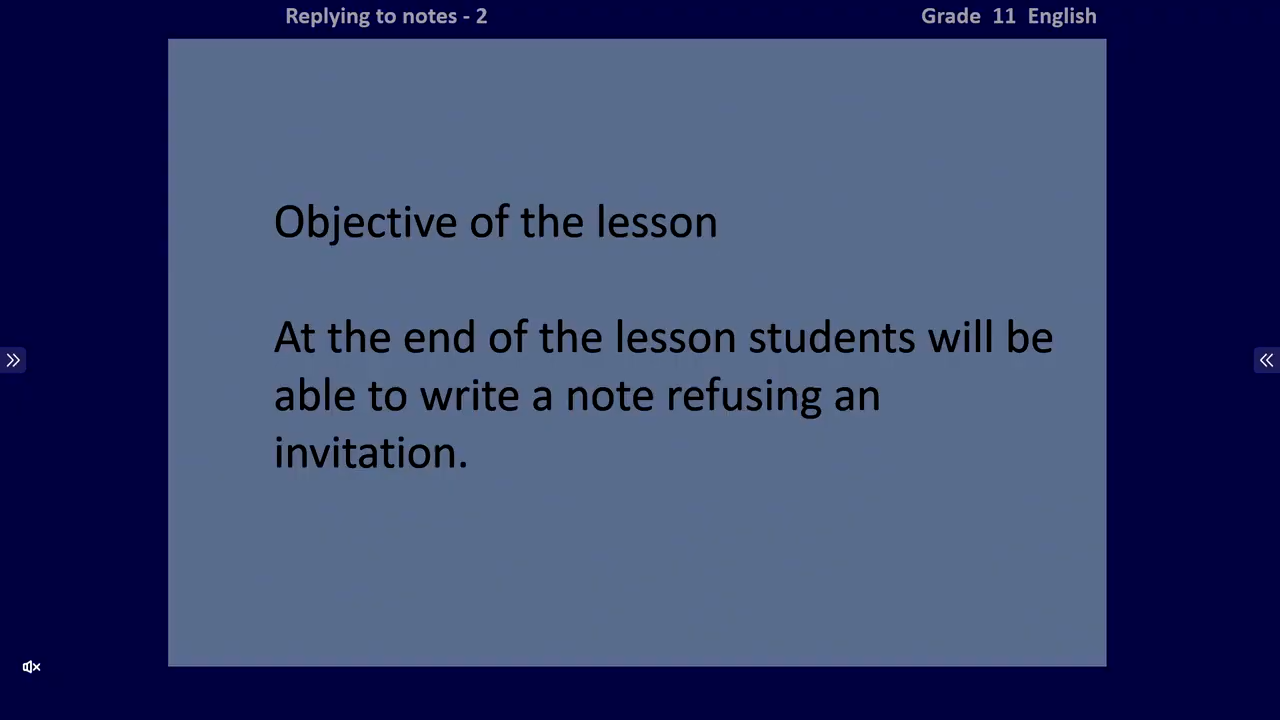 Replying to notes - 2
Grade 11 English
Objective of the lesson
At the end of the lesson students will be
able to write a note refusing an
invitation.